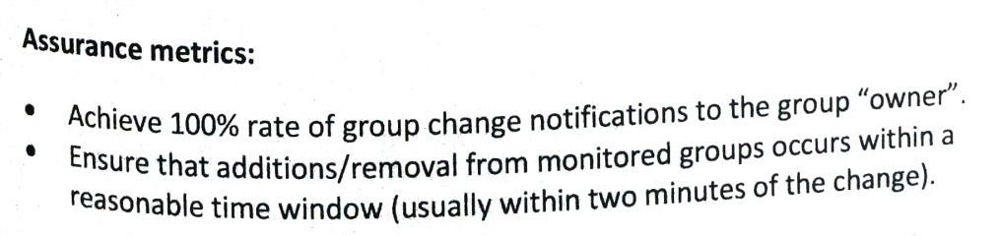 Assurance metrics:
• Achieve 100% rate of group change notifications to the group “owner”.
• Ensure that additions/removal from monitored groups occurs within a
reasonable time window (usually within two minutes of the change).